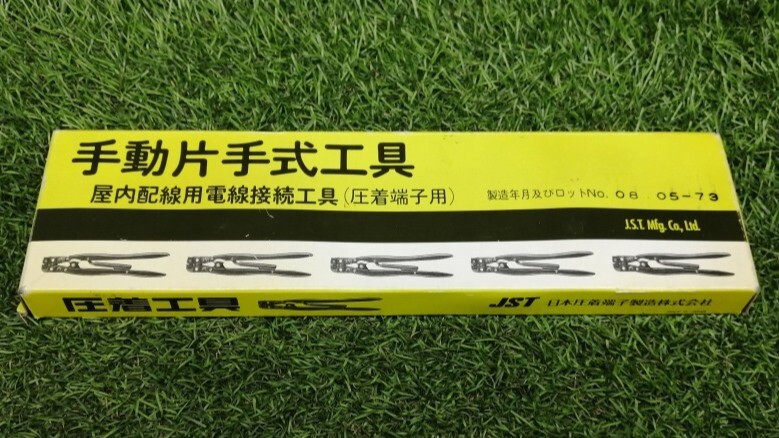 手動片手式工具
屋内配線用電線接続工具(圧着端子用) 製造年月及びロットNo. 08 05-73
J.S.T. Mfg. Co., Ltd.
圧着工具 JST 日本圧着端子製造株式会社